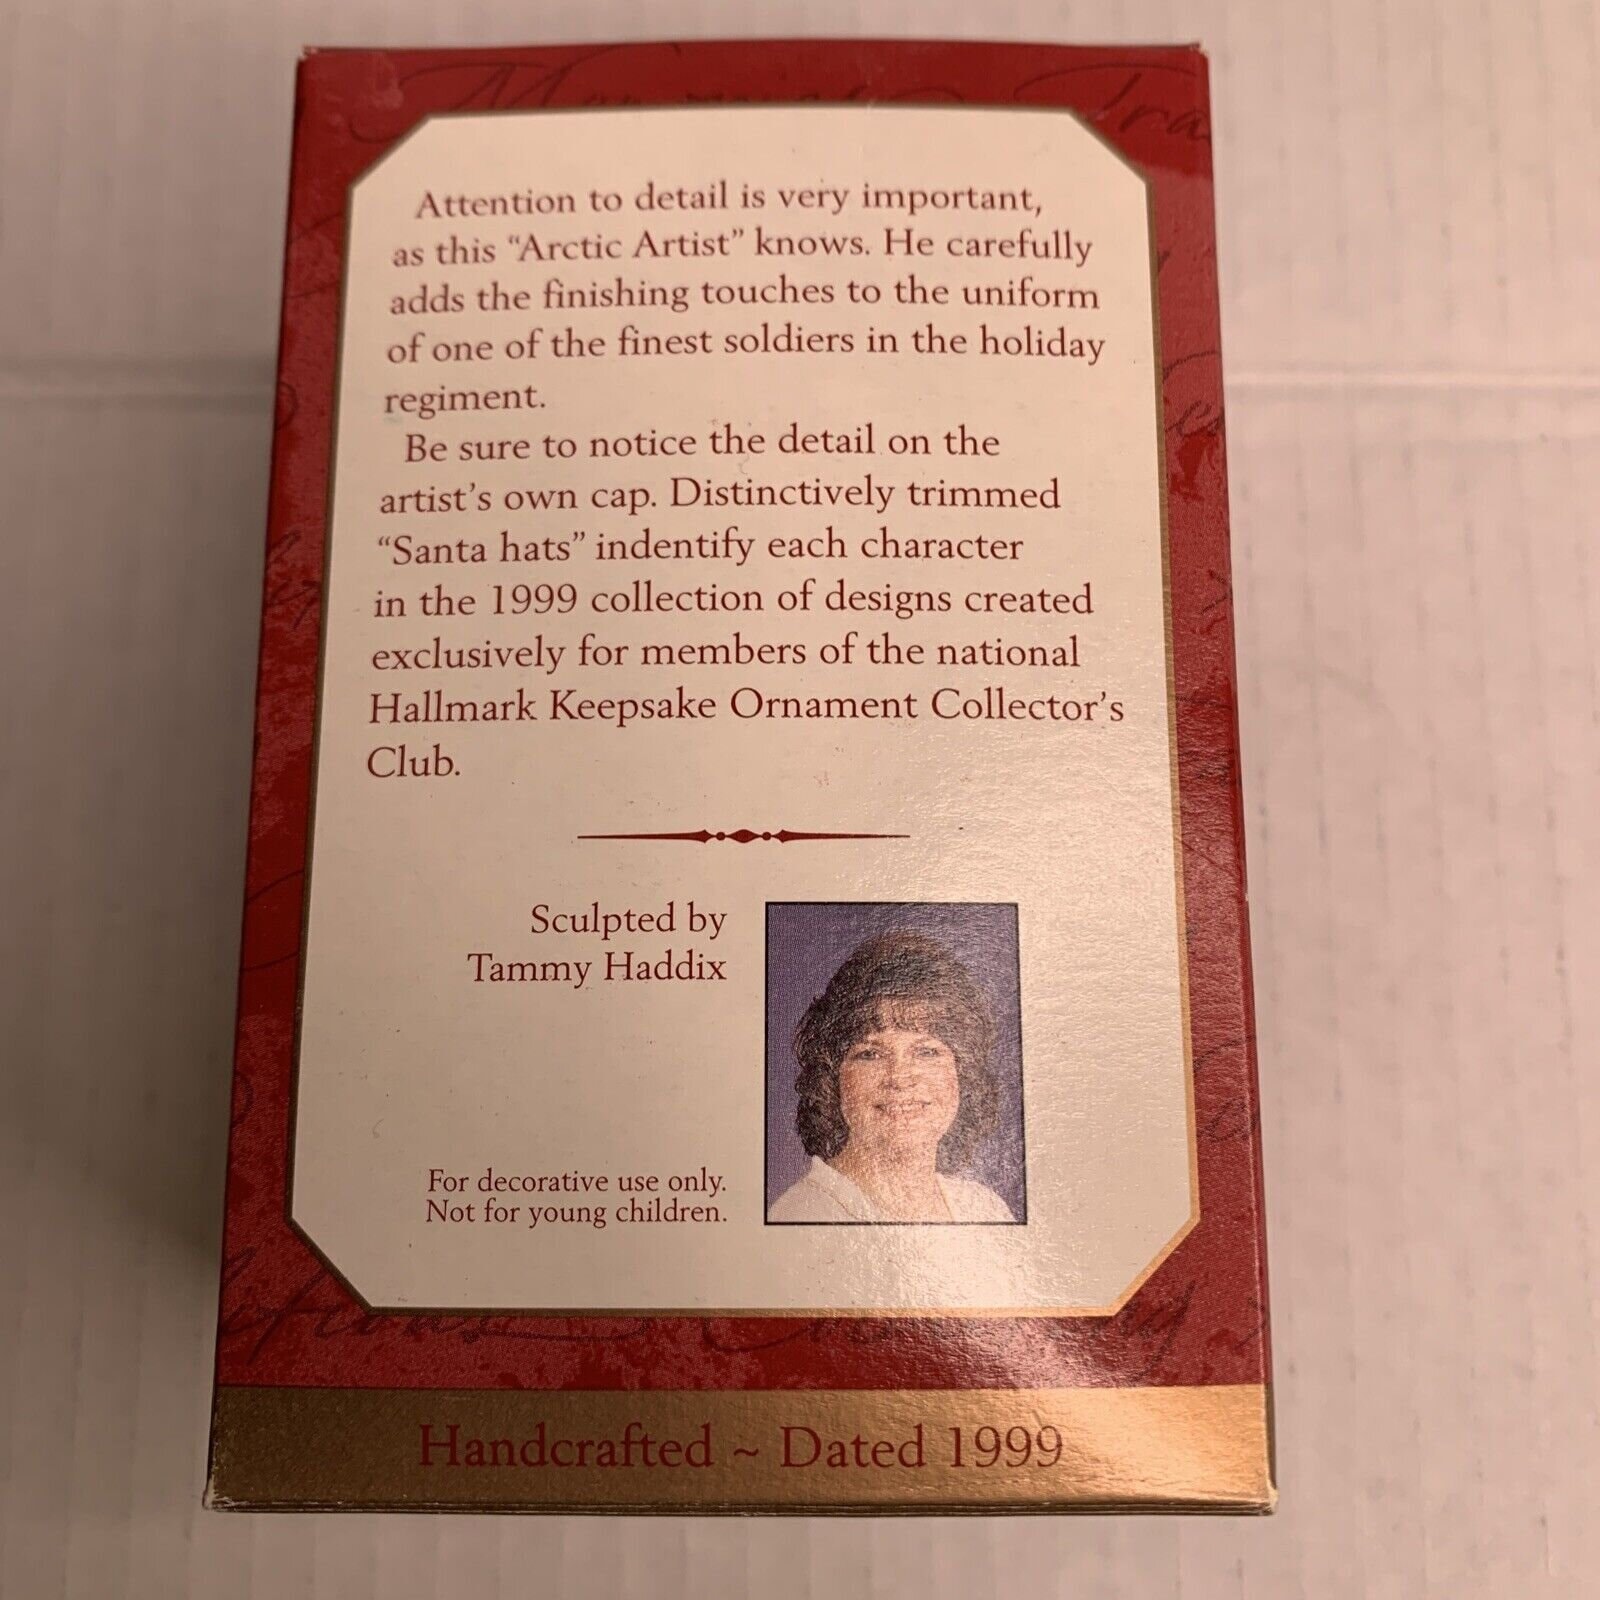 Attention to detail is very important,
as this “Arctic Artist” knows. He carefully
adds the finishing touches to the uniform
of one of the finest soldiers in the holiday
regiment.
Be sure to notice the detail on the
artist’s own cap. Distinctively trimmed
“Santa hats” indentify each character
in the 1999 collection of designs created
exclusively for members of the national
Hallmark Keepsake Ornament Collector’s
Club.
Sculpted by
Tammy Haddix
For decorative use only.
Not for young children.
Handcrafted ~ Dated 1999